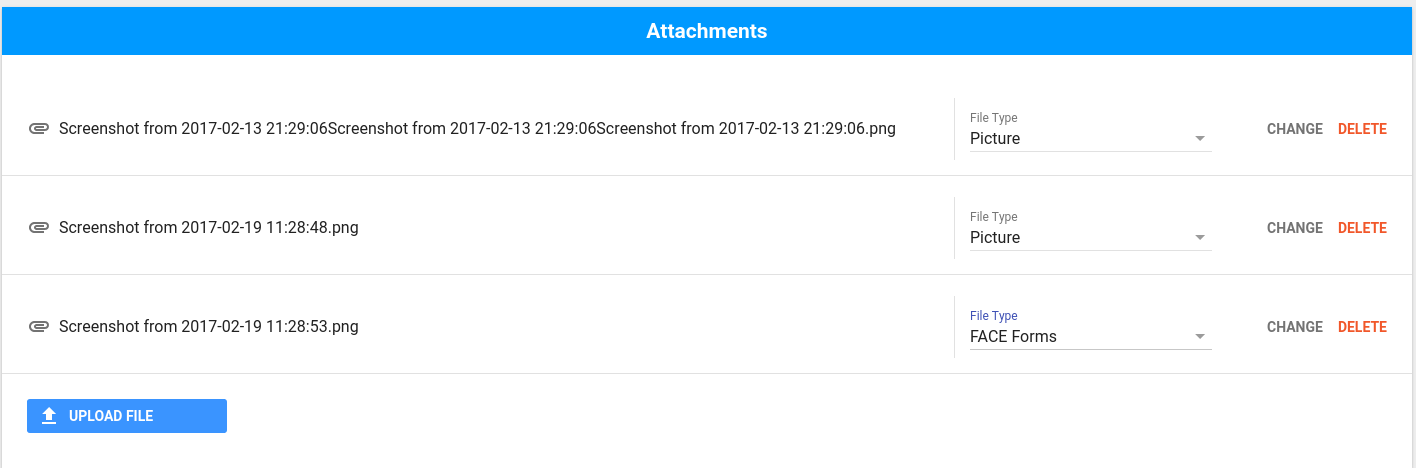 Attachments
Screenshot from 2017-02-13 21:29:06Screenshot from 2017-02-13 21:29:06Screenshot from 2017-02-13 21:29:06.png
File Type
Picture
CHANGE DELETE
Screenshot from 2017-02-19 11:28:48.png
File Type
Picture
CHANGE DELETE
Screenshot from 2017-02-19 11:28:53.png
File Type
FACE Forms
CHANGE DELETE
UPLOAD FILE